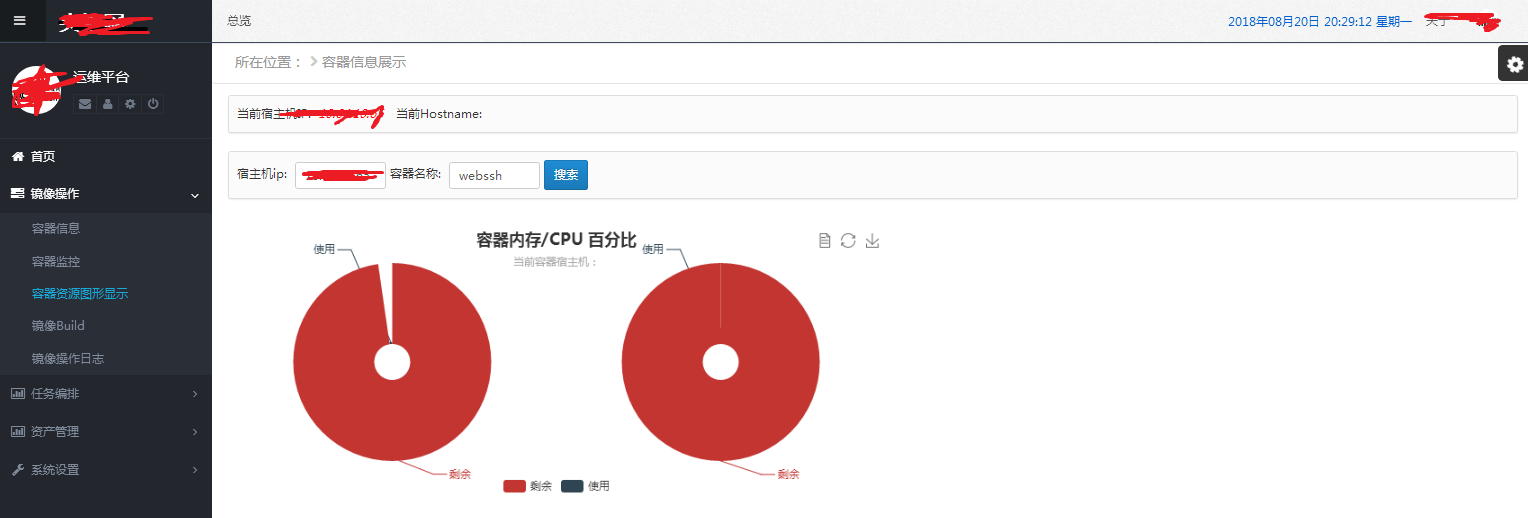 总览
2018年08月20日 20:29:12 星期一
运维平台
所在位置： 容器信息展示
当前宿主机IP 当前Hostname:
宿主机ip: 容器名称: webssh 搜索
首页
镜像操作
容器信息
容器监控
容器资源图形显示
镜像Build
镜像操作日志
任务编排
资产管理
系统设置
容器内存/CPU 百分比
当前容器宿主机：
使用
使用
剩余
剩余
剩余 使用